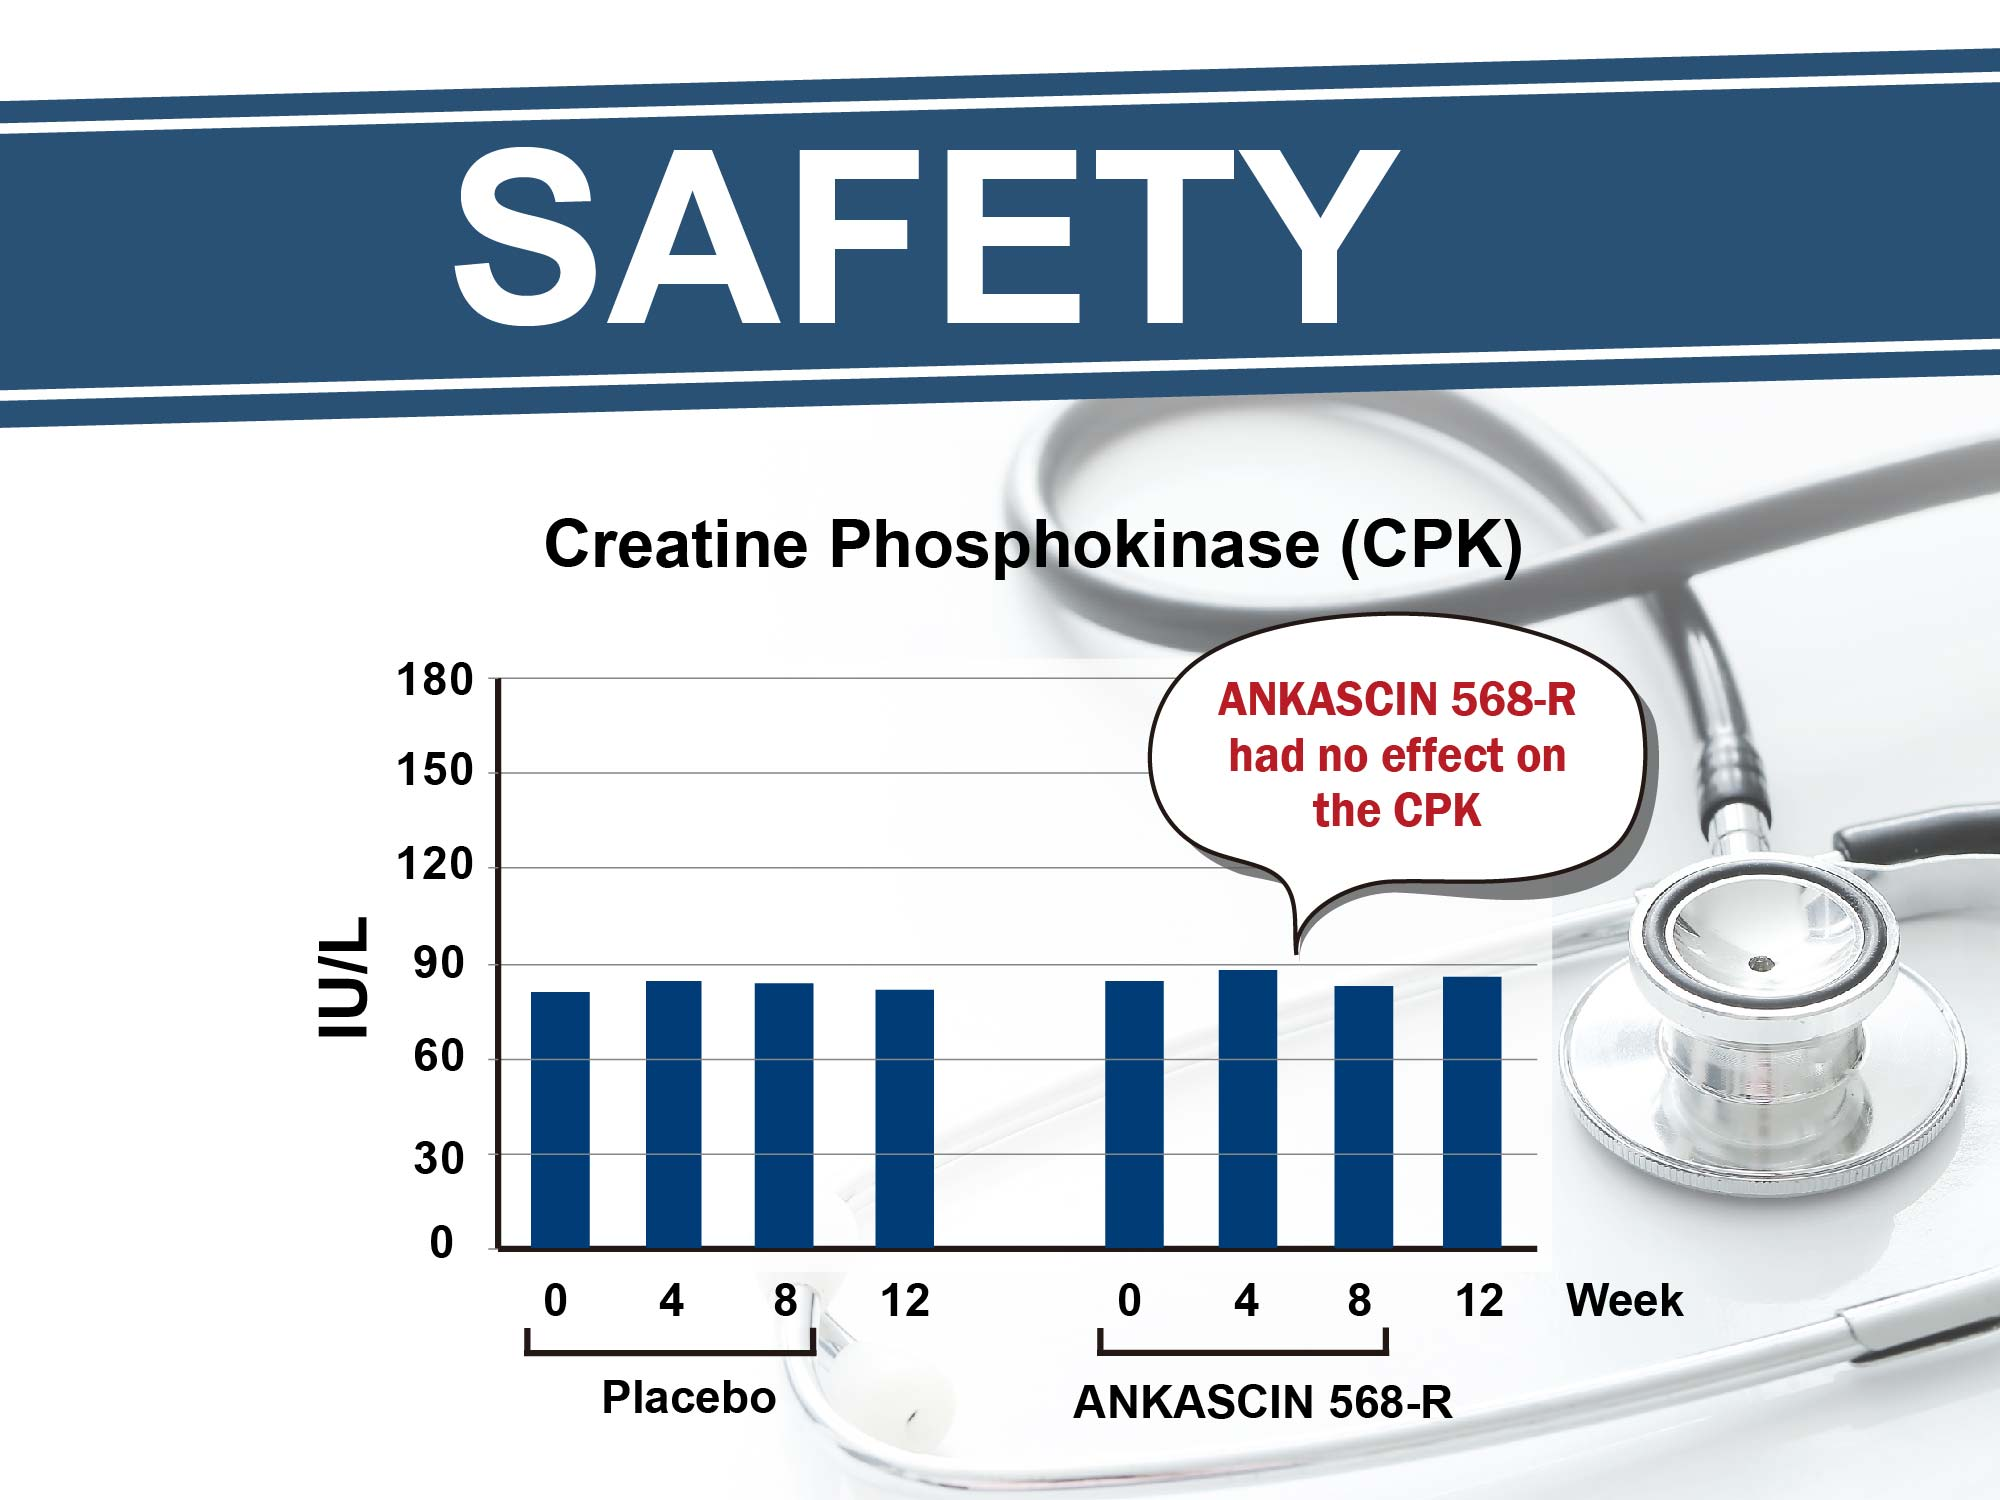 SAFETY
Creatine Phosphokinase (CPK)
ANKASCIN 568-R
had no effect on
the CPK
180
150
120
90
60
30
0
IU/L
0 4 8 12 0 4 8 12 Week
Placebo ANKASCIN 568-R